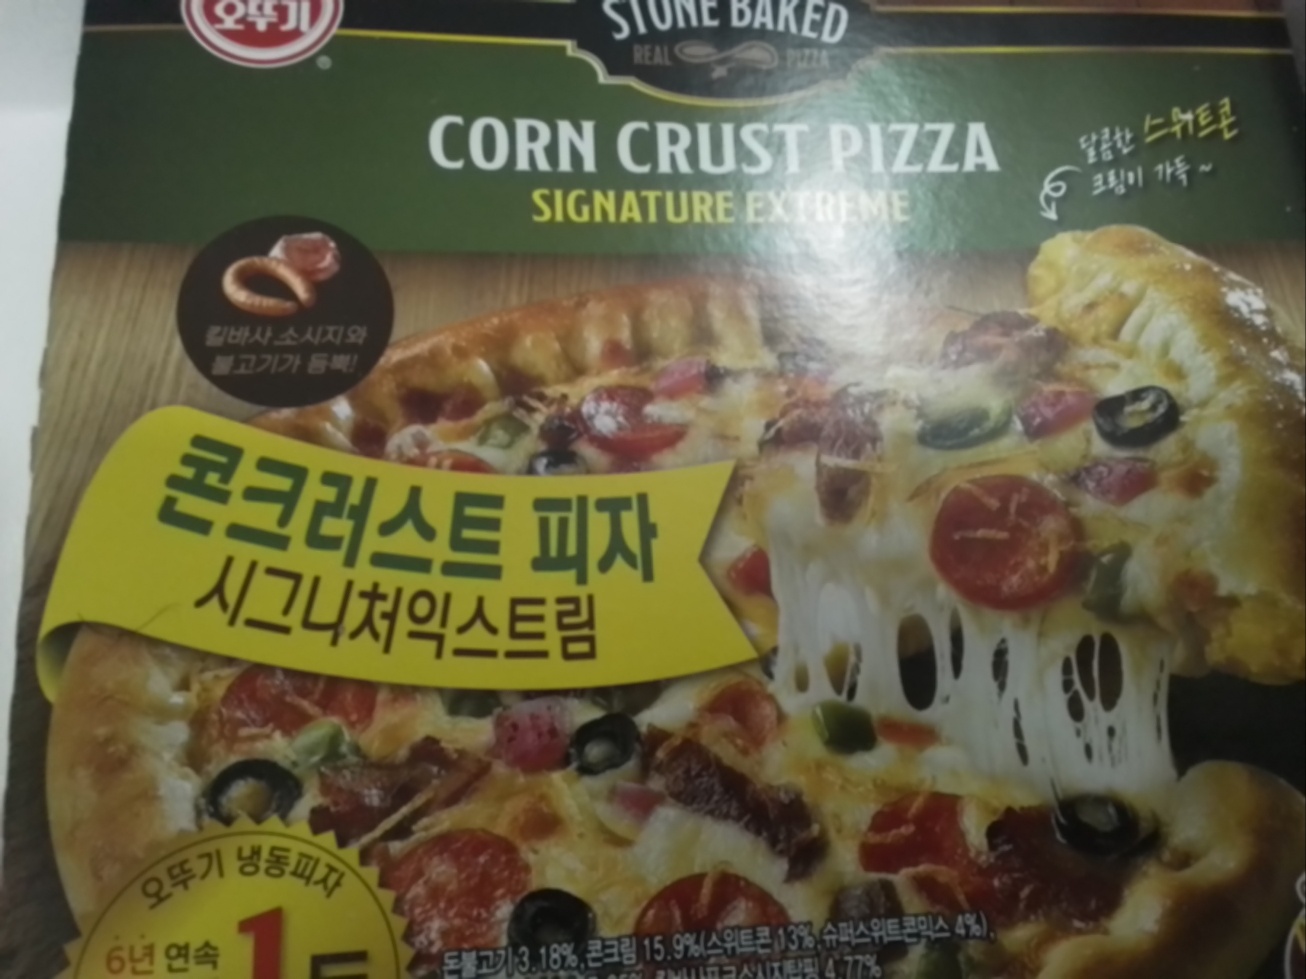 오뚜기
STONE BAKED
REAL PIZZA
CORN CRUST PIZZA
SIGNATURE EXTREME
달콤한 스위트콘
크림이 가득~
킬바사 소시지와
불고기가 듬뿍!
콘크러스트 피자
시그니처익스트림
오뚜기 냉동피자
6년 연속
1
돈불고기 3.18%, 콘크림 15.9%(스위트콘 13%, 슈퍼스위트콘믹스 4%),
4.77%